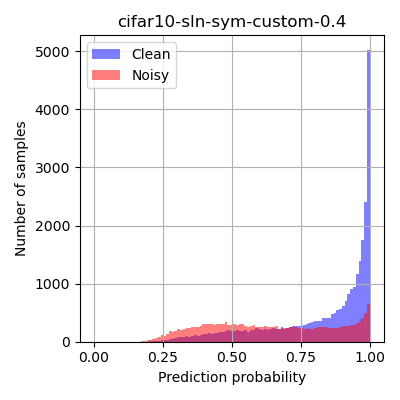 cifar10-sln-sym-custom-0.4
Clean
Noisy
Number of samples
5000
4000
3000
2000
1000
0
0.00 0.25 0.50 0.75 1.00
Prediction probability